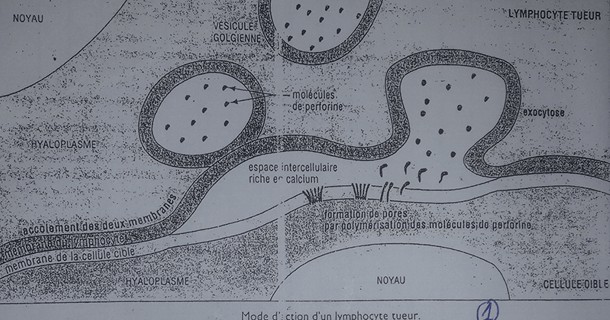 NOYAU
VÉSICULE
GOLGIENNE
LYMPHOCYTE TUEUR
molécules
de perforine
exocytose
HYALOPLASME
espace intercellulaire
riche en calcium
accolement des deux membranes
membrane de la cellule cible
formation de pores
par polymérisation des molécules de perforine
HYALOPLASME
NOYAU
CELLULE CIBLE
Mode d'action d'un lymphocyte tueur.
1